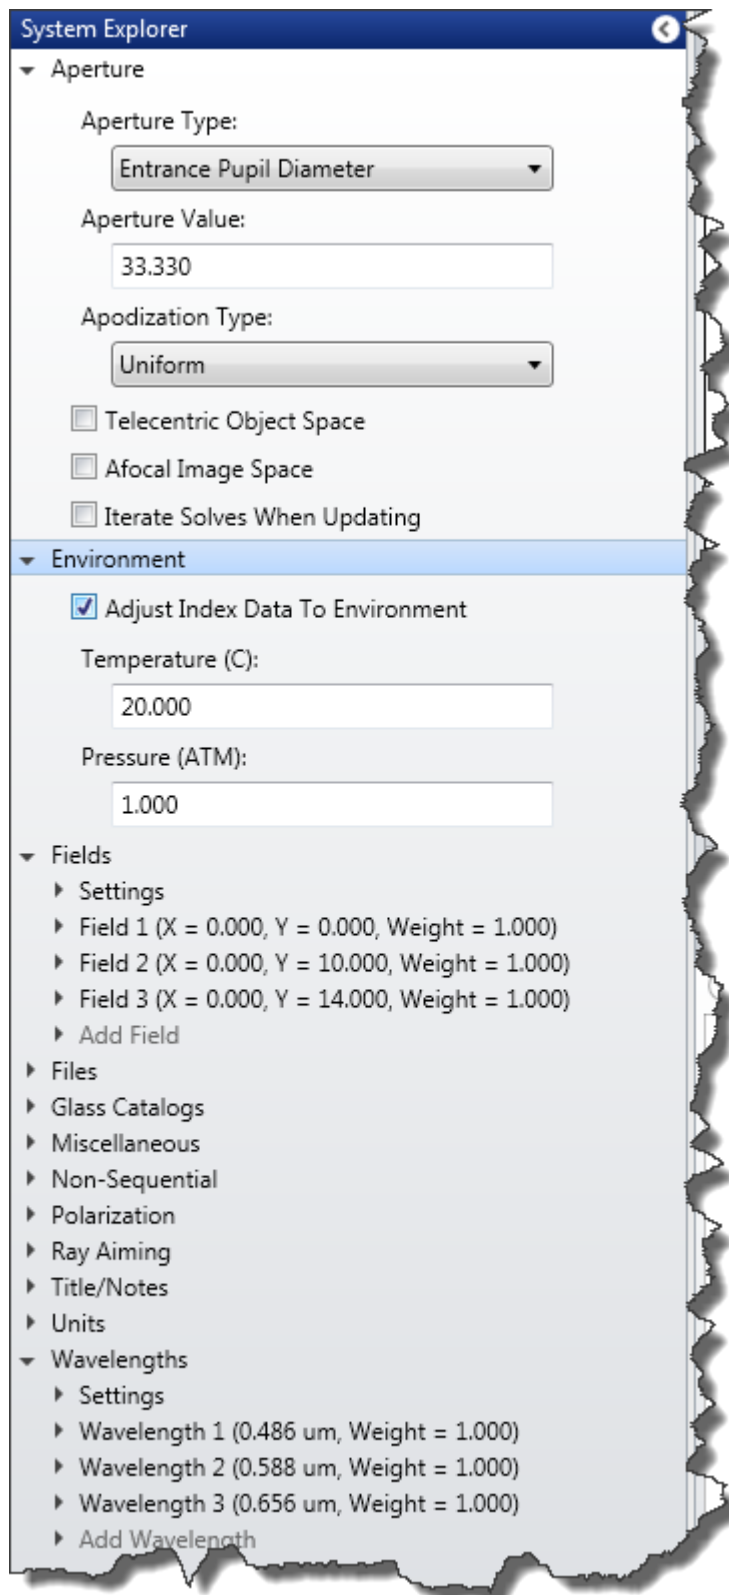 System Explorer
Aperture
Aperture Type:
Entrance Pupil Diameter
Aperture Value:
33.330
Apodization Type:
Uniform
Telecentric Object Space
Afocal Image Space
Iterate Solves When Updating
Environment
Adjust Index Data To Environment
Temperature (C):
20.000
Pressure (ATM):
1.000
Fields
Settings
Field 1 (X = 0.000, Y = 0.000, Weight = 1.000)
Field 2 (X = 0.000, Y = 10.000, Weight = 1.000)
Field 3 (X = 0.000, Y = 14.000, Weight = 1.000)
Add Field
Files
Glass Catalogs
Miscellaneous
Non-Sequential
Polarization
Ray Aiming
Title/Notes
Units
Wavelengths
Settings
Wavelength 1 (0.486 um, Weight = 1.000)
Wavelength 2 (0.588 um, Weight = 1.000)
Wavelength 3 (0.656 um, Weight = 1.000)
Add Wavelength